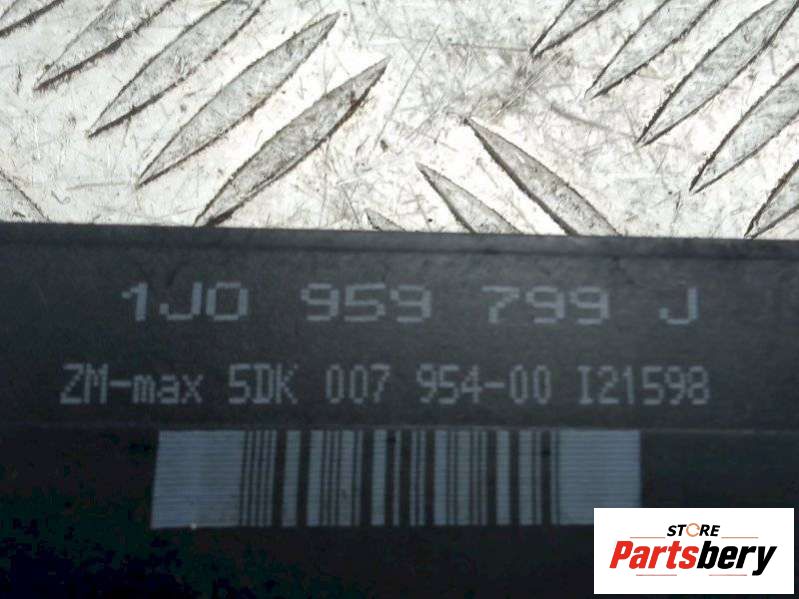 1J0 959 799 J
ZM-max 5DK 007 954-00 I21598
STORE
Partsbery